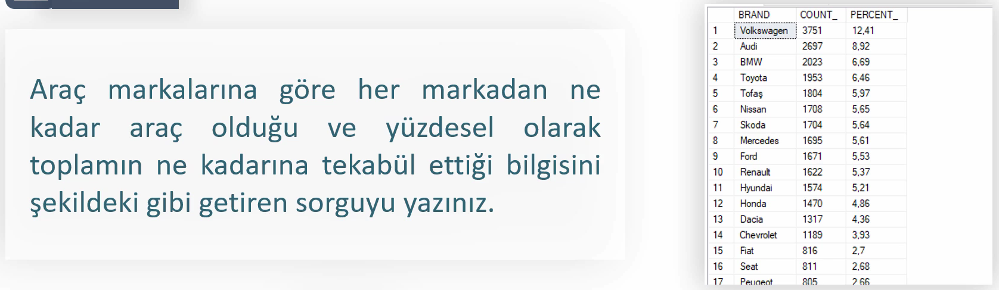 Araç markalarına göre her markadan ne
kadar araç olduğu ve yüzdesel olarak
toplamın ne kadarına tekabül ettiği bilgisini
şekildeki gibi getiren sorguyu yazınız.
BRAND COUNT_ PERCENT_
1 Volkswagen 3751 12,41
2 Audi 2697 8,92
3 BMW 2023 6,69
4 Toyota 1953 6,46
5 Tofaş 1804 5,97
6 Nissan 1708 5,65
7 Skoda 1704 5,64
8 Mercedes 1695 5,61
9 Ford 1671 5,53
10 Renault 1622 5,37
11 Hyundai 1574 5,21
12 Honda 1470 4,86
13 Dacia 1317 4,36
14 Chevrolet 1189 3,93
15 Fiat 816 2,7
16 Seat 811 2,68
17 Peugeot 805 2,66